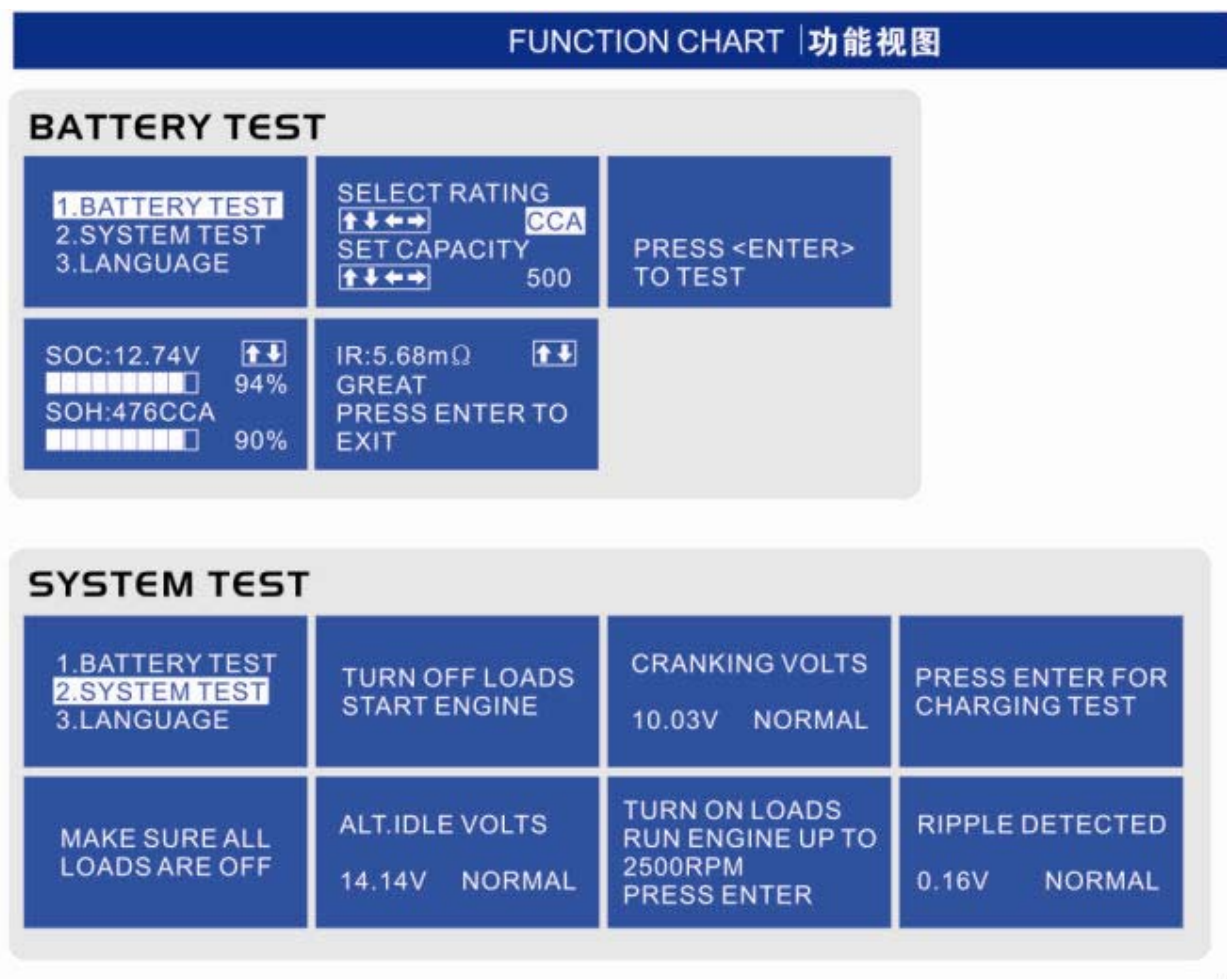 FUNCTION CHART |功能视图
BATTERY TEST
1.BATTERY TEST
2.SYSTEM TEST
3.LANGUAGE
SELECT RATING
↑↓←→ CCA
SET CAPACITY
↑↓←→ 500
PRESS <ENTER>
TO TEST
SOC:12.74V ↑↓
94%
SOH:476CCA
90%
IR:5.68mΩ ↑↓
GREAT
PRESS ENTER TO
EXIT
SYSTEM TEST
1.BATTERY TEST
2.SYSTEM TEST
3.LANGUAGE
TURN OFF LOADS
START ENGINE
CRANKING VOLTS
10.03V NORMAL
PRESS ENTER FOR
CHARGING TEST
MAKE SURE ALL
LOADS ARE OFF
ALT.IDLE VOLTS
14.14V NORMAL
TURN ON LOADS
RUN ENGINE UP TO
2500RPM
PRESS ENTER
RIPPLE DETECTED
0.16V NORMAL